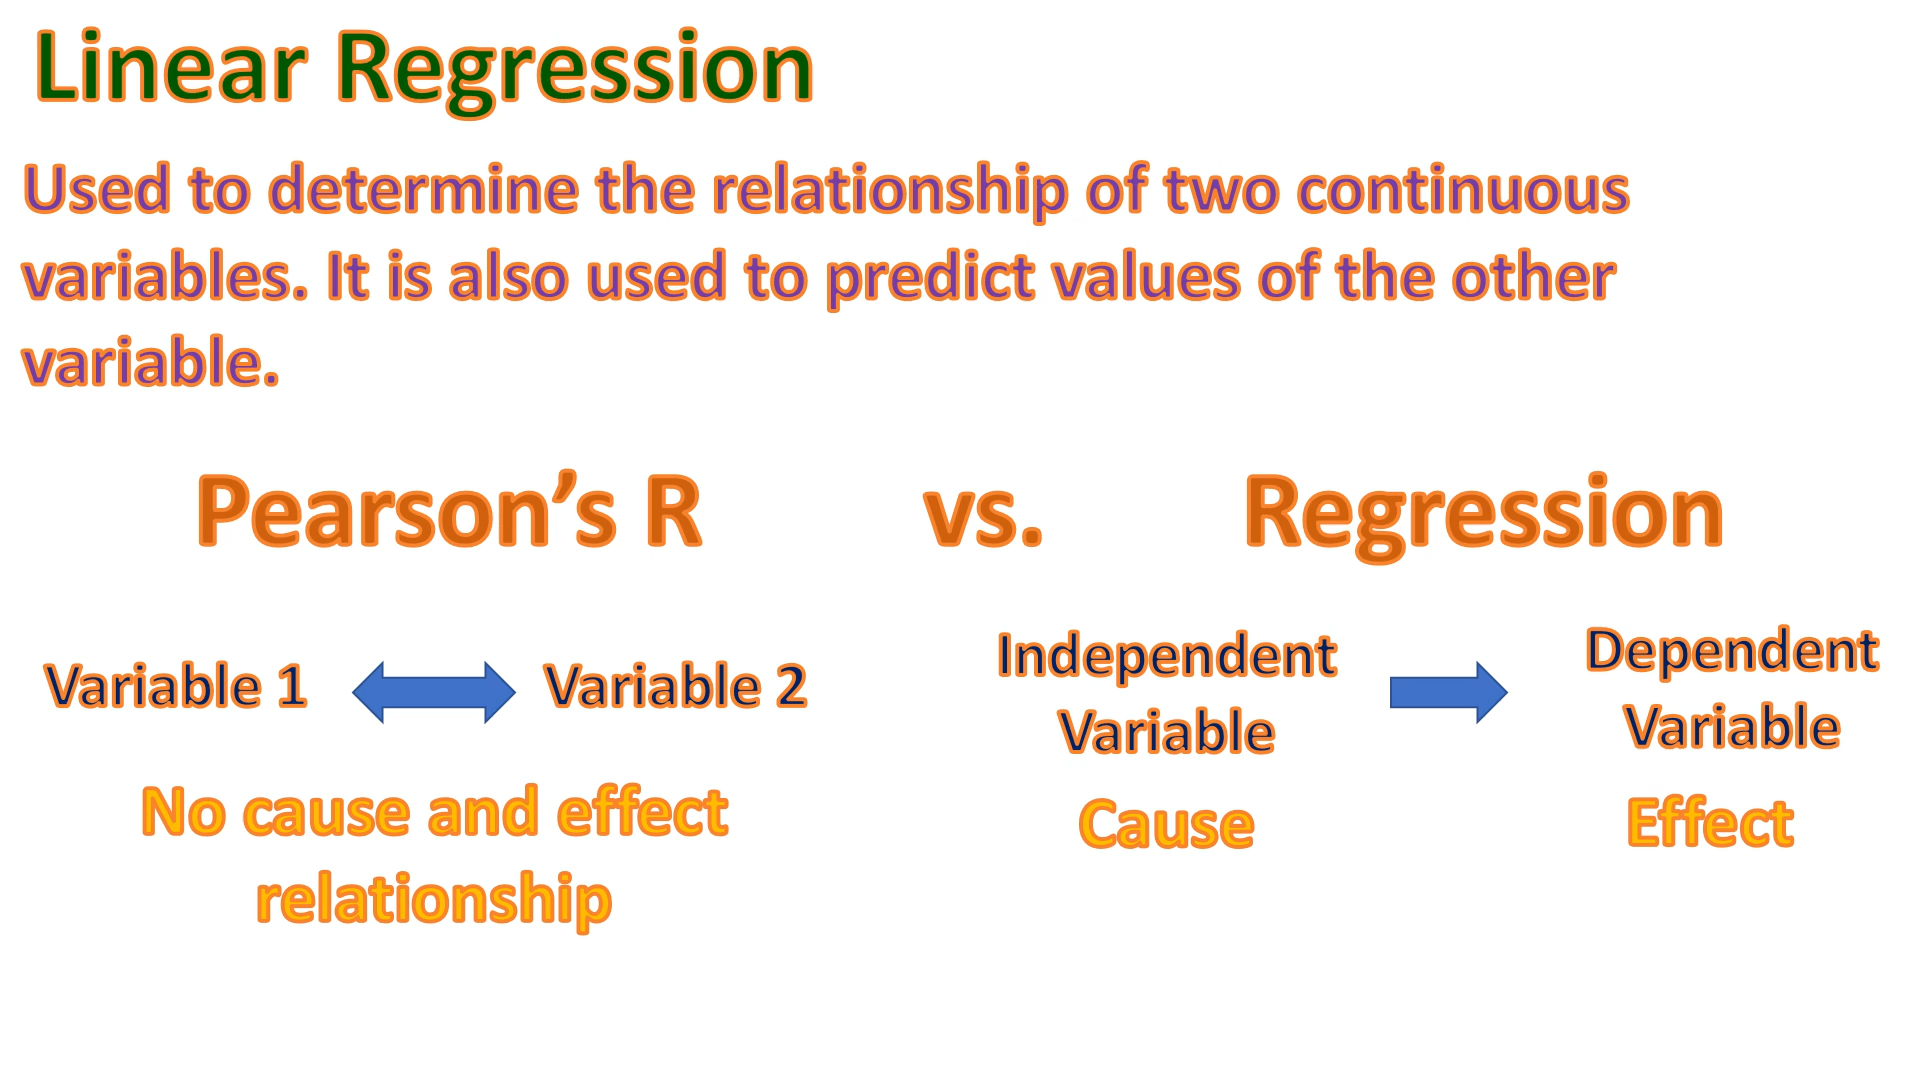 Linear Regression
Used to determine the relationship of two continuous
variables. It is also used to predict values of the other
variable.
Pearson’s R vs. Regression
Variable 1 Variable 2
Independent
Variable
Dependent
Variable
No cause and effect
relationship
Cause
Effect